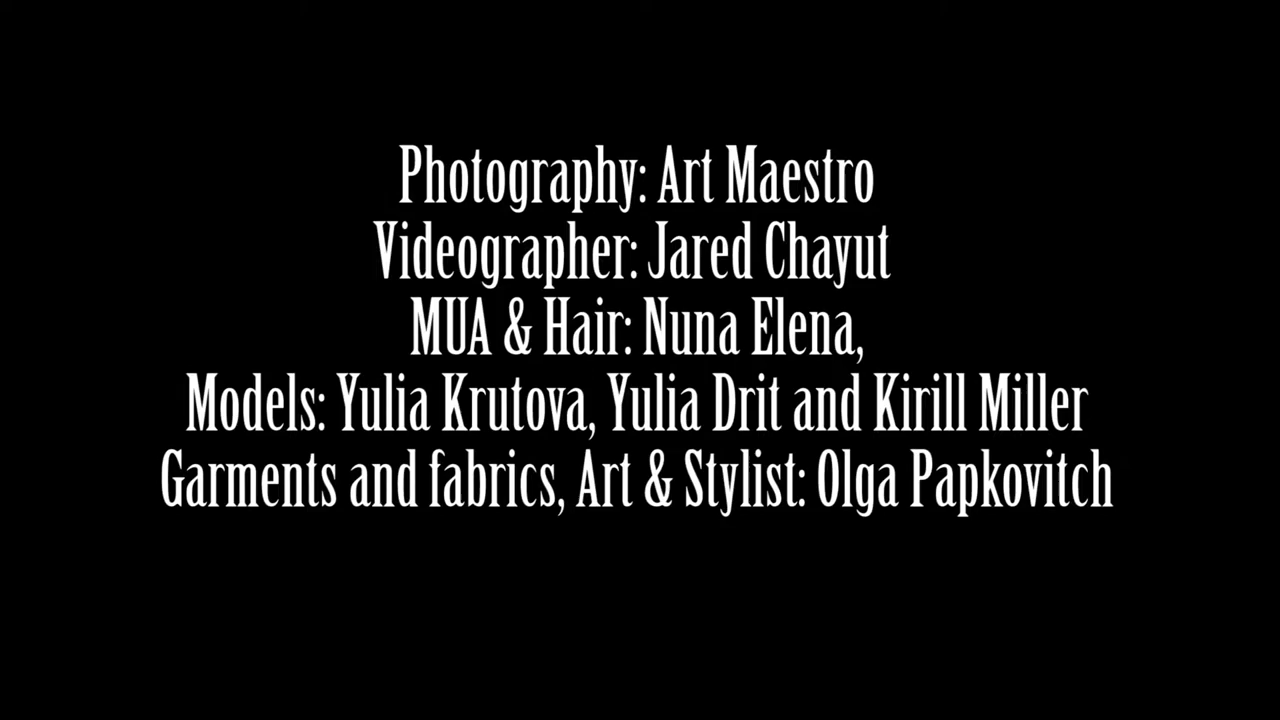 Photography: Art Maestro
Videographer: Jared Chayut
MUA & Hair: Nuna Elena,
Models: Yulia Krutova, Yulia Drit and Kirill Miller
Garments and fabrics, Art & Stylist: Olga Papkovitch